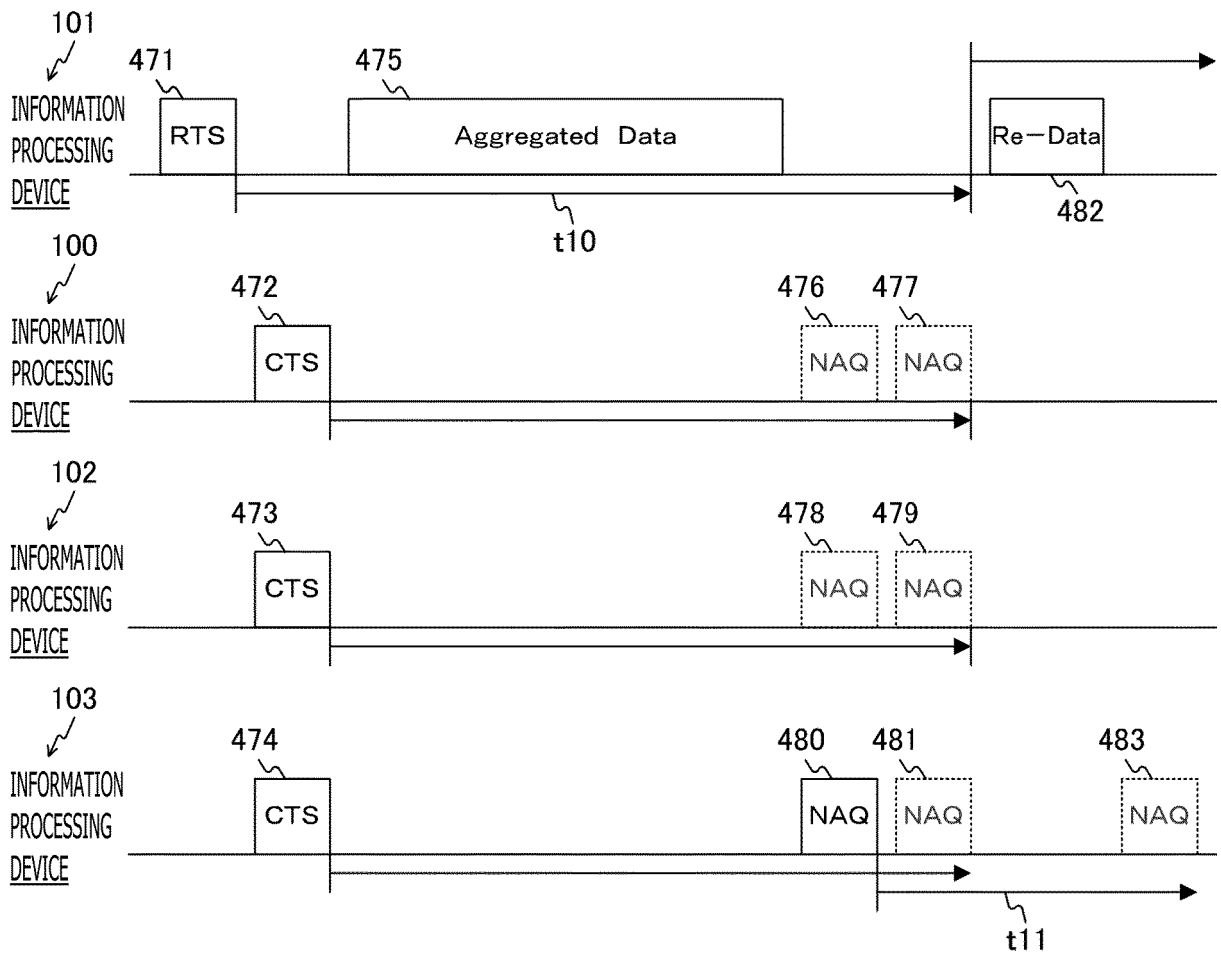 101
471
475
INFORMATION
PROCESSING
DEVICE
RTS
Aggregated Data
Re-Data
482
t10
100
472
476
477
INFORMATION
PROCESSING
DEVICE
CTS
NAQ
NAQ
102
473
478
479
INFORMATION
PROCESSING
DEVICE
CTS
NAQ
NAQ
103
474
480
481
483
INFORMATION
PROCESSING
DEVICE
CTS
NAQ
NAQ
NAQ
t11